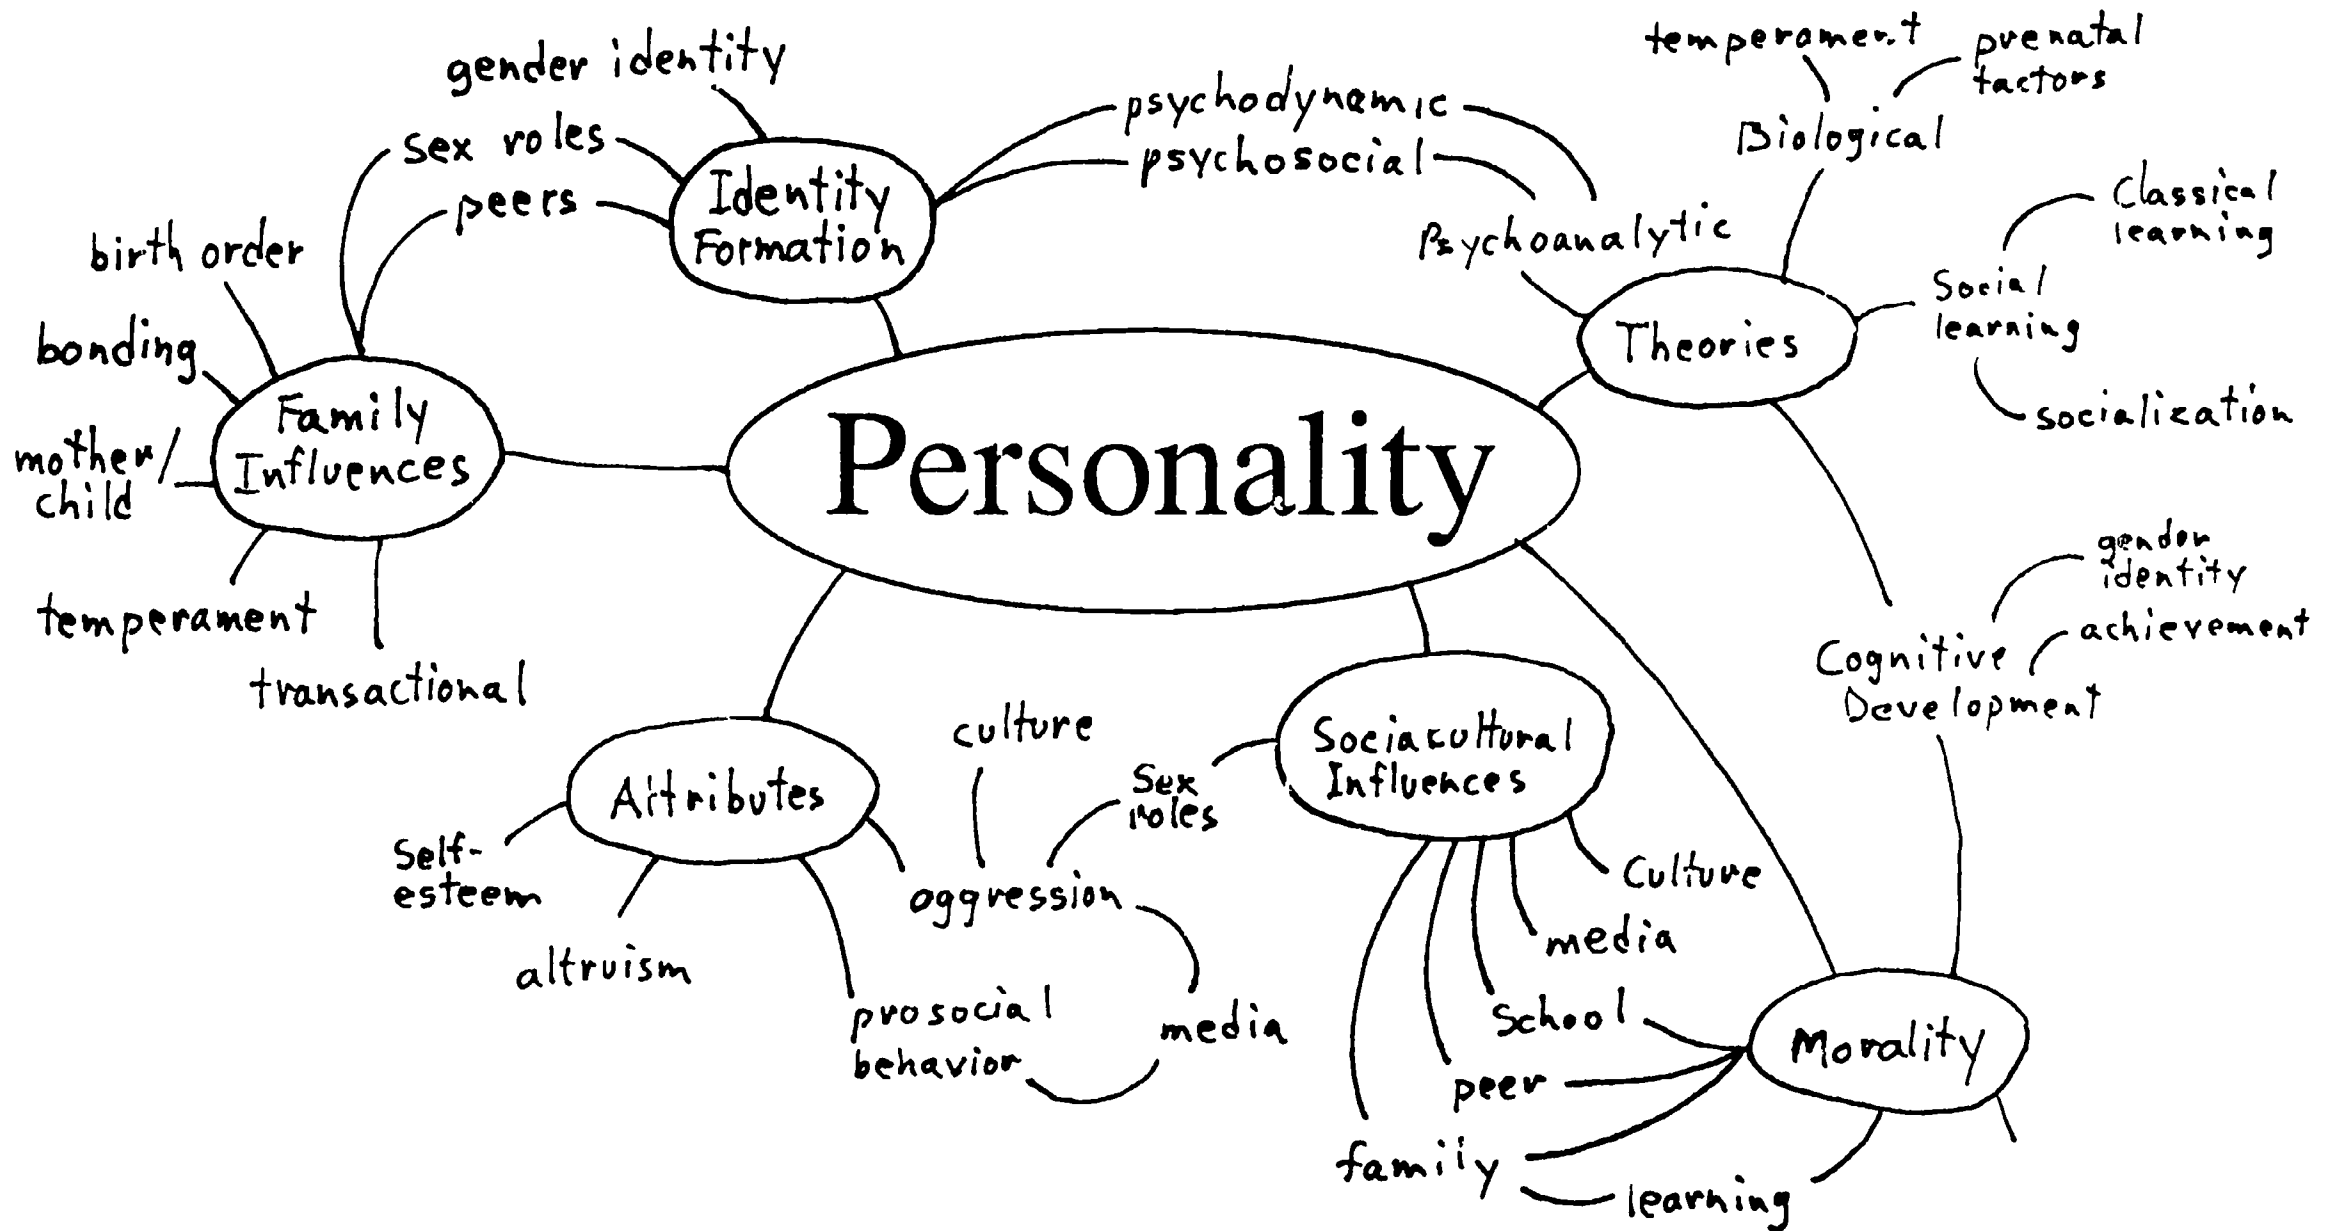 gender identity
sex roles
peers
Identity
Formation
psychodynamic
psychosocial
temperament
prenatal
factors
Biological
Psychoanalytic
Classical
learning
Social
learning
socialization
Theories
birth order
bonding
mother/
child
Family
Influences
temperament
transactional
Personality
gender
identity
achievement
Cognitive
Development
Attributes
Self-
esteem
altruism
prosocial
behavior
culture
aggression
Sex
roles
media
Sociacultural
Influences
Culture
media
School
peer
family
learning
Morality